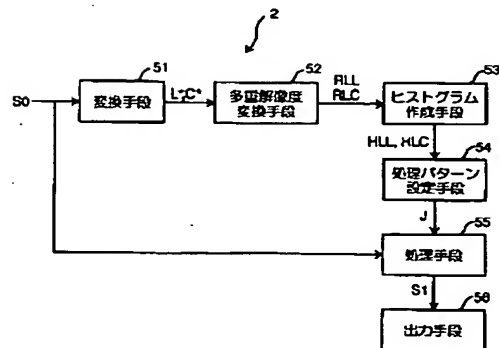 2
51
変換手段
S0
L*C*
52
多重解像度
変換手段
RLL
RLC
53
ヒストグラム
作成手段
HLL, HLC
54
処理パターン
設定手段
J
55
処理手段
S1
56
出力手段